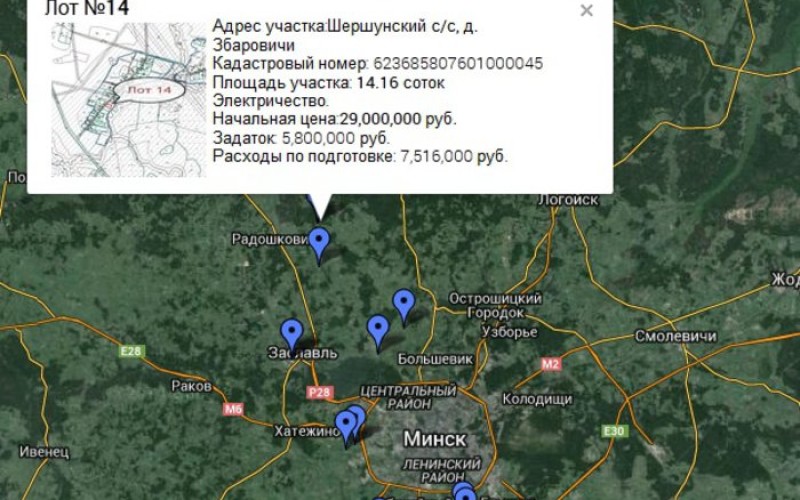 Лот №14
Адрес участка:Шершунский с/с, д.
Збаровичи
Кадастровый номер: 623685807601000045
Площадь участка: 14.16 соток
Электричество.
Начальная цена:29,000,000 руб.
Задаток: 5,800,000 руб.
Расходы по подготовке: 7,516,000 руб.
Лот 14
По
Логойск
Радошкови
Жод
Острошицкий
Городок
Узборье
Смолевичи
E28
Заславль
Большевик
M2
Раков
P28
ЦЕНТРАЛЬНЫЙ
РАЙОН
Колодищи
M6
Хатежино
Минск
E30
Ивенец
ЛЕНИНСКИЙ
РАЙОН